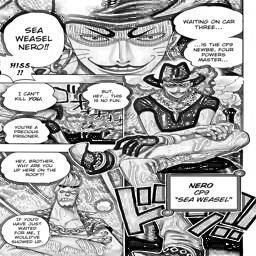 SEA
WEASEL
NERO!!
WAITING ON CAR
THREE...
...IS THE CP9
NEWBIE, FOUR
POWERS
MASTER...
HISS..
!!
I CAN'T
KILL YOU.
BUT,
HEY... THIS
IS NO FUN.
YOU'RE A
PRECIOUS
PRISONER.
HEY, BROTHER,
WHY ARE YOU
UP HERE ON THE
ROOF?!
NERO
CP9
"SEA WEASEL"
IF YOU'D
HAVE JUST
WAITED
FOR ME, I
WOULD'VE
SHOWED UP.